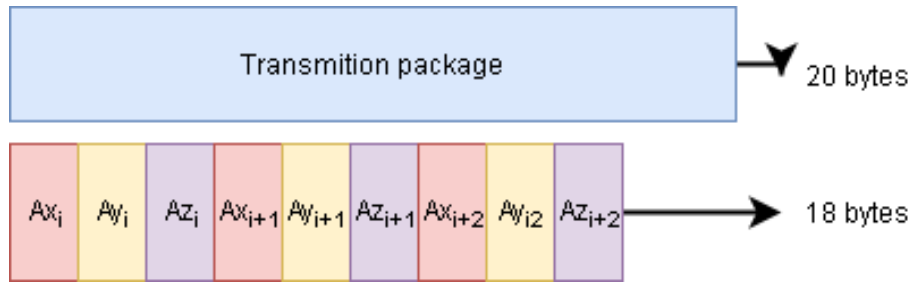 Transmition package
20 bytes
Axi Ayi Azi Axi+1 Ayi+1 Azi+1 Axi+2 Ayi2 Azi+2
18 bytes